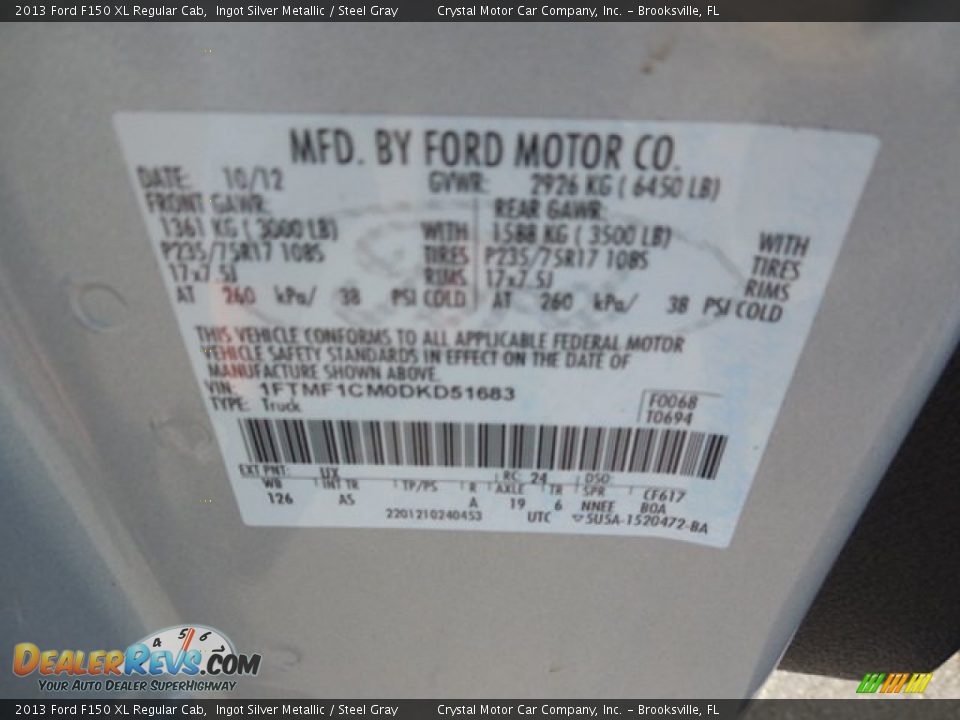 2013 Ford F150 XL Regular Cab, Ingot Silver Metallic / Steel Gray Crystal Motor Car Company, Inc. - Brooksville, FL
MFD. BY FORD MOTOR CO.
DATE: 10/12 GVWR: 2926 KG ( 6450 LB)
FRONT GAWR: REAR GAWR:
1361 KG ( 3000 LB) WITH 1588 KG ( 3500 LB) WITH
P235/75R17 108S TIRES P235/75R17 108S TIRES
17x7.5J RIMS 17x7.5J RIMS
AT 260 kPa/ 38 PSI COLD AT 260 kPa/ 38 PSI COLD
THIS VEHICLE CONFORMS TO ALL APPLICABLE FEDERAL MOTOR
VEHICLE SAFETY STANDARDS IN EFFECT ON THE DATE OF
MANUFACTURE SHOWN ABOVE.
VIN: 1FTMF1CM0DKD51683
TYPE: Truck
F0068
T0694
EXT PNT: UX RC: 24 DSO:
WB INT TR TP/PS R AXLE TR SPR CF617
126 AS A 19 6 NNEE BOA
2201210240453 UTC 5USA-1520472-BA
4 5 6 7
DEALERREVS.COM
YOUR AUTO DEALER SUPERHIGHWAY
2013 Ford F150 XL Regular Cab, Ingot Silver Metallic / Steel Gray Crystal Motor Car Company, Inc. - Brooksville, FL